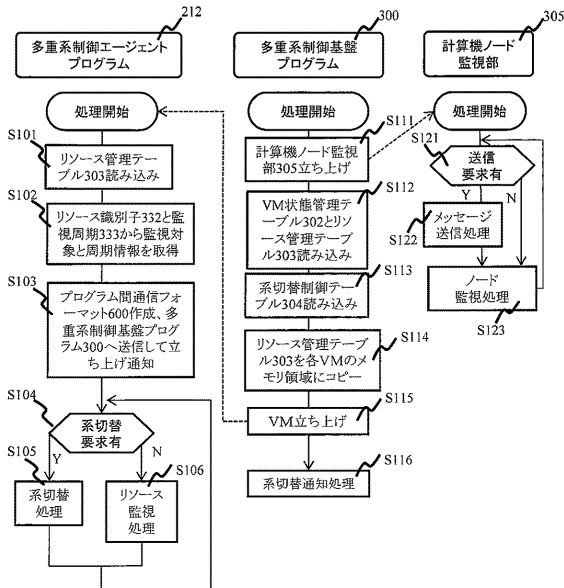 212
多重系制御エージェント
プログラム
処理開始
S101
リソース管理テー
ブル303読み込み
S102
リソース識別子332と監
視周期333から監視対
象と周期情報を取得
S103
プログラム間通信フォー
マット600作成、多重
系制御基盤プログ
ラム300へ送信して立
ち上げ通知
S104
系切替
要求有
S105
Y
N
S106
系切替
処理
リソース
監視
処理
300
多重系制御基盤
プログラム
処理開始
S111
計算機ノード監視
部305立ち上げ
S112
VM状態管理テ
ーブル302とリソ
ース管理テーブル
303読み込み
S113
系切替制御テー
ブル304読み込み
S114
リソース管理テーブ
ル303を各VMのメ
モリ領域にコピー
S115
VM立ち上げ
S116
系切替通知処理
305
計算機ノード
監視部
処理開始
S121
送信
要求有
Y
N
S122
メッセージ
送信処理
ノード
監視処理
S123